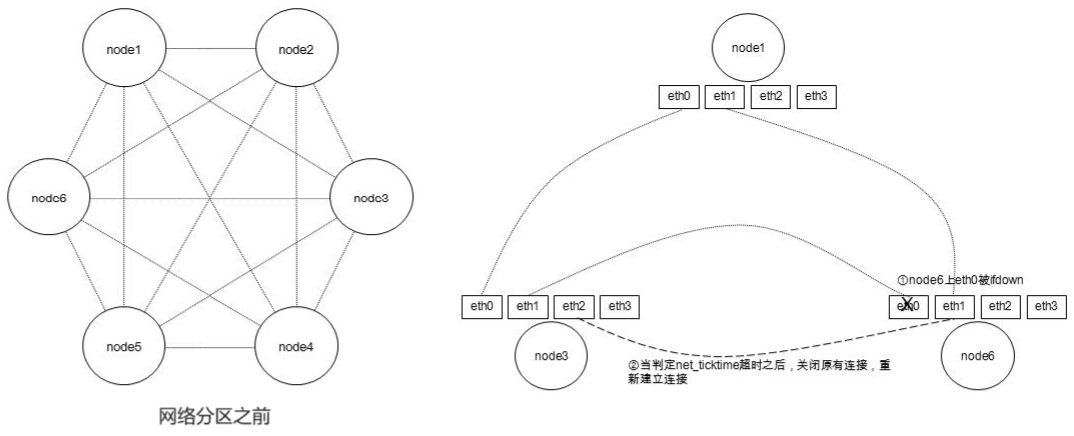 node1
node2
nodc6
nodc3
node5
node4
网络分区之前
node1
eth0
eth1
eth2
eth3
①node6上eth0被ifdown
eth0
eth1
eth2
eth3
eth0
eth1
eth2
eth3
node3
node6
②当判定net_ticktime超时之后，关闭原有连接，重
新建立连接